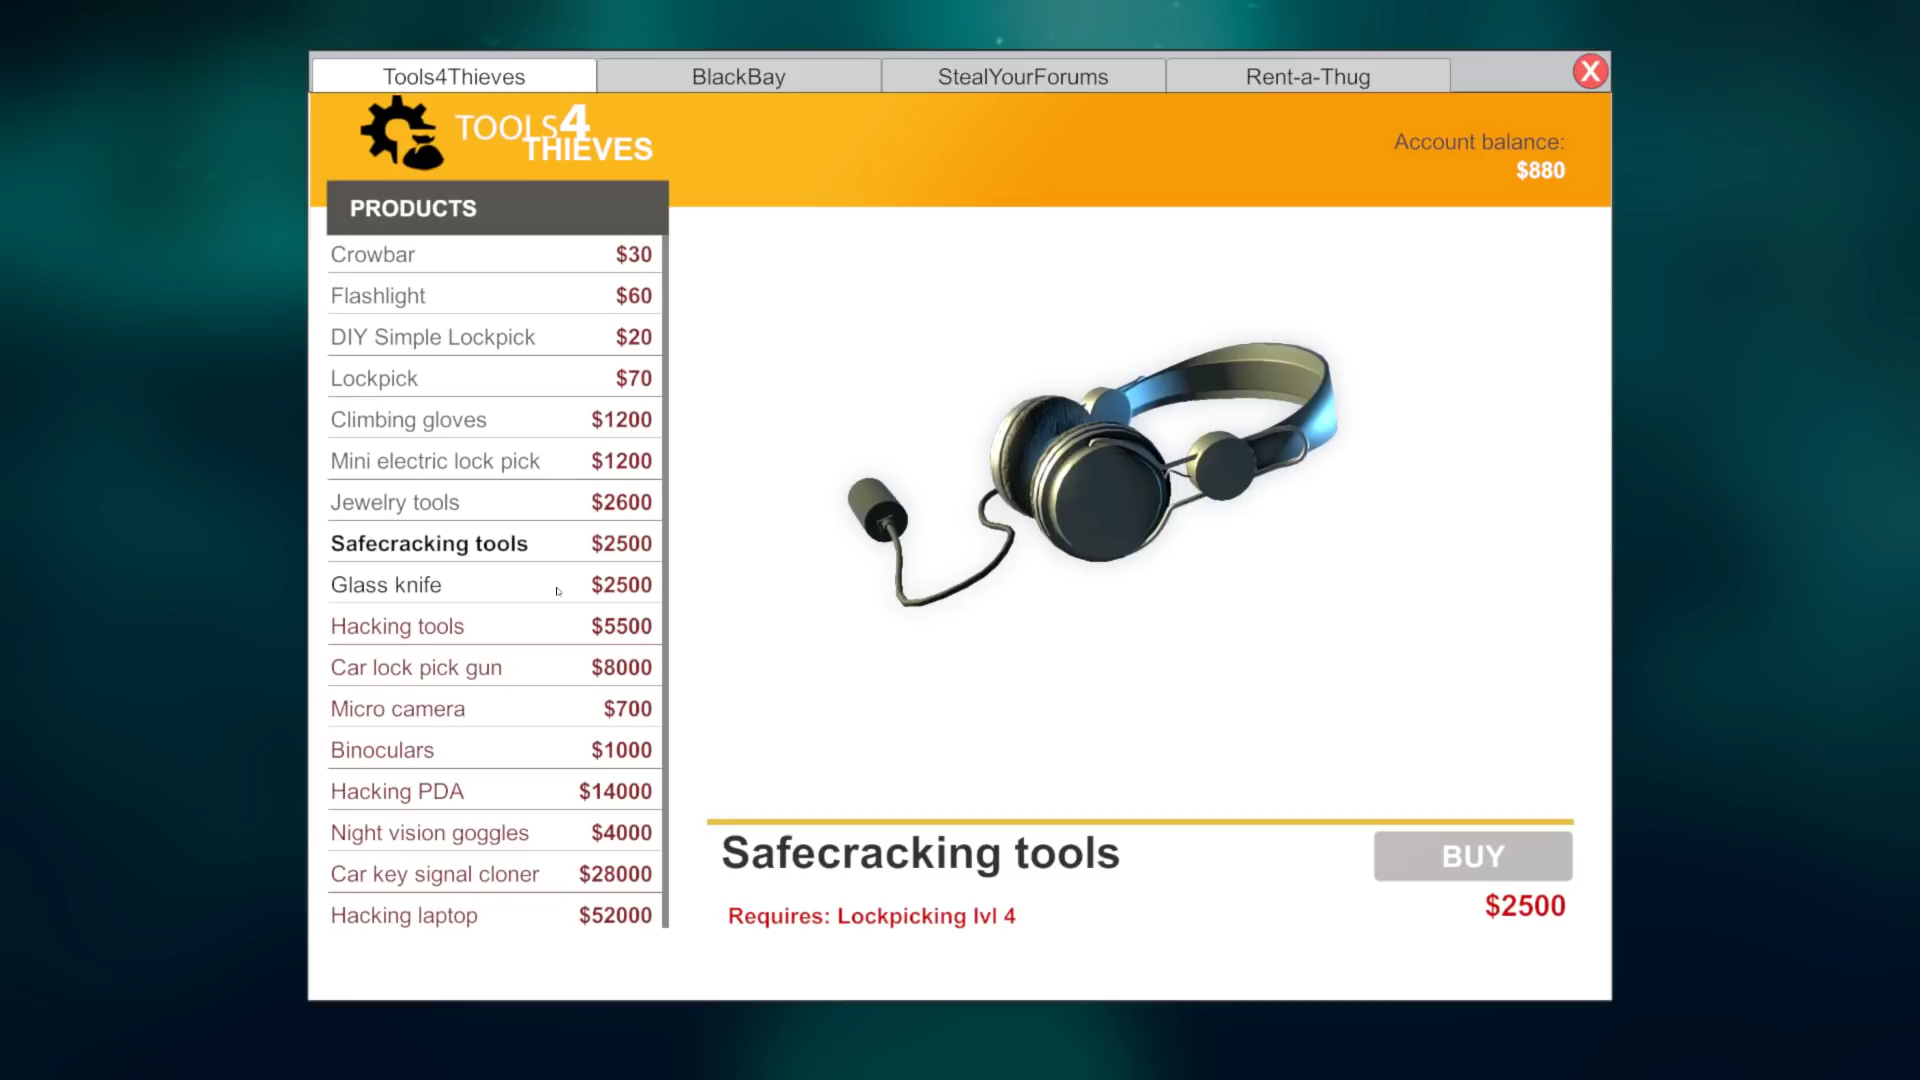 Tools4Thieves
BlackBay
StealYourForums
Rent-a-Thug
X
TOOLS4
THIEVES
Account balance:
$880
PRODUCTS
Crowbar $30
Flashlight $60
DIY Simple Lockpick $20
Lockpick $70
Climbing gloves $1200
Mini electric lock pick $1200
Jewelry tools $2600
Safecracking tools $2500
Glass knife $2500
Hacking tools $5500
Car lock pick gun $8000
Micro camera $700
Binoculars $1000
Hacking PDA $14000
Night vision goggles $4000
Car key signal cloner $28000
Hacking laptop $52000
Safecracking tools
BUY
Requires: Lockpicking lvl 4
$2500